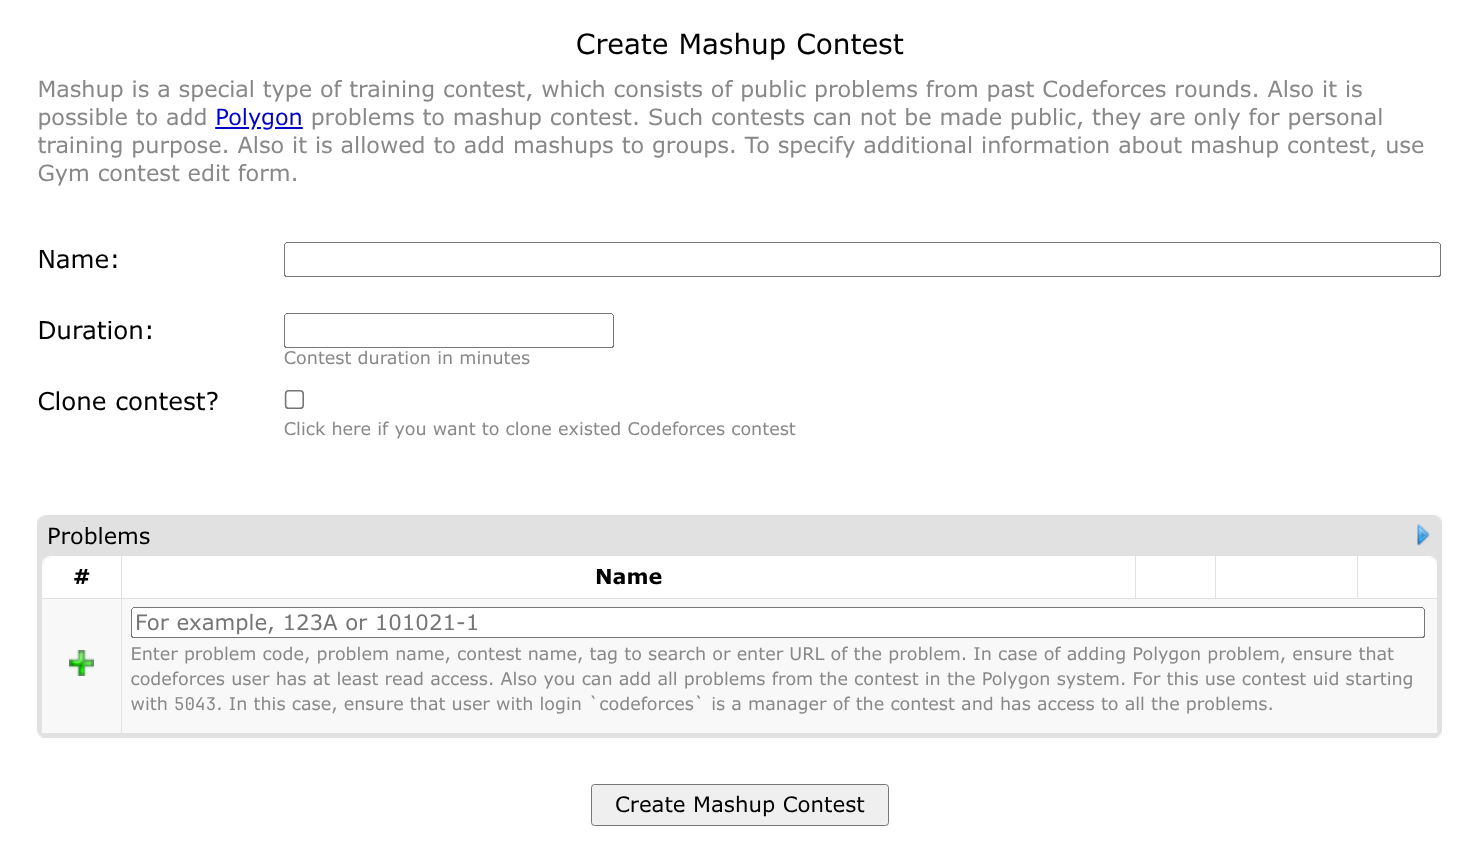 Create Mashup Contest
Mashup is a special type of training contest, which consists of public problems from past Codeforces rounds. Also it is
possible to add Polygon problems to mashup contest. Such contests can not be made public, they are only for personal
training purpose. Also it is allowed to add mashups to groups. To specify additional information about mashup contest, use
Gym contest edit form.
Name:
Duration:
Contest duration in minutes
Clone contest?
Click here if you want to clone existed Codeforces contest
Problems
# Name
For example, 123A or 101021-1
Enter problem code, problem name, contest name, tag to search or enter URL of the problem. In case of adding Polygon problem, ensure that
codeforces user has at least read access. Also you can add all problems from the contest in the Polygon system. For this use contest uid starting
with 5043. In this case, ensure that user with login `codeforces` is a manager of the contest and has access to all the problems.
Create Mashup Contest